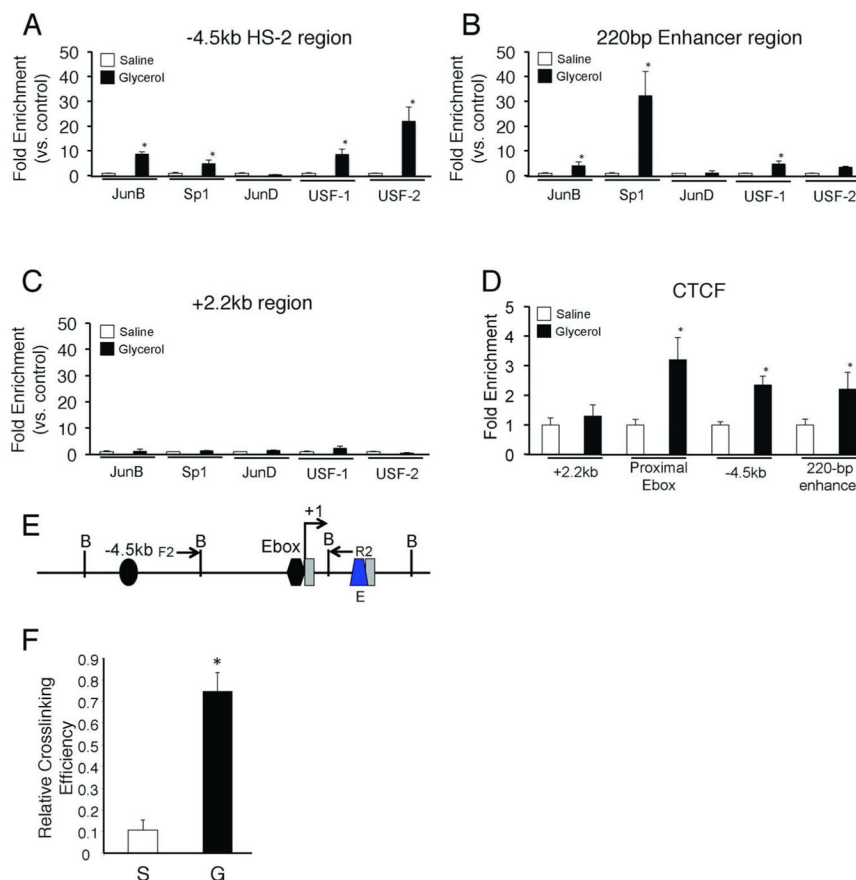 A
-4.5kb HS-2 region
Fold Enrichment
(vs. control)
50
40
30
20
10
0
Saline
Glycerol
*
*
*
*
JunB
Sp1
JunD
USF-1
USF-2
B
220bp Enhancer region
Fold Enrichment
(vs. control)
50
40
30
20
10
0
Saline
Glycerol
*
*
*
JunB
Sp1
JunD
USF-1
USF-2
C
+2.2kb region
Fold Enrichment
(vs. control)
50
40
30
20
10
0
Saline
Glycerol
JunB
Sp1
JunD
USF-1
USF-2
D
CTCF
Fold Enrichment
5
4
3
2
1
0
Saline
Glycerol
*
*
*
+2.2kb
Proximal
Ebox
-4.5kb
220-bp
enhancer
E
B
-4.5kb
F2
B
Ebox
+1
B
R2
B
E
F
Relative Crosslinking
Efficiency
0.9
0.8
0.7
0.6
0.5
0.4
0.3
0.2
0.1
0
*
S
G